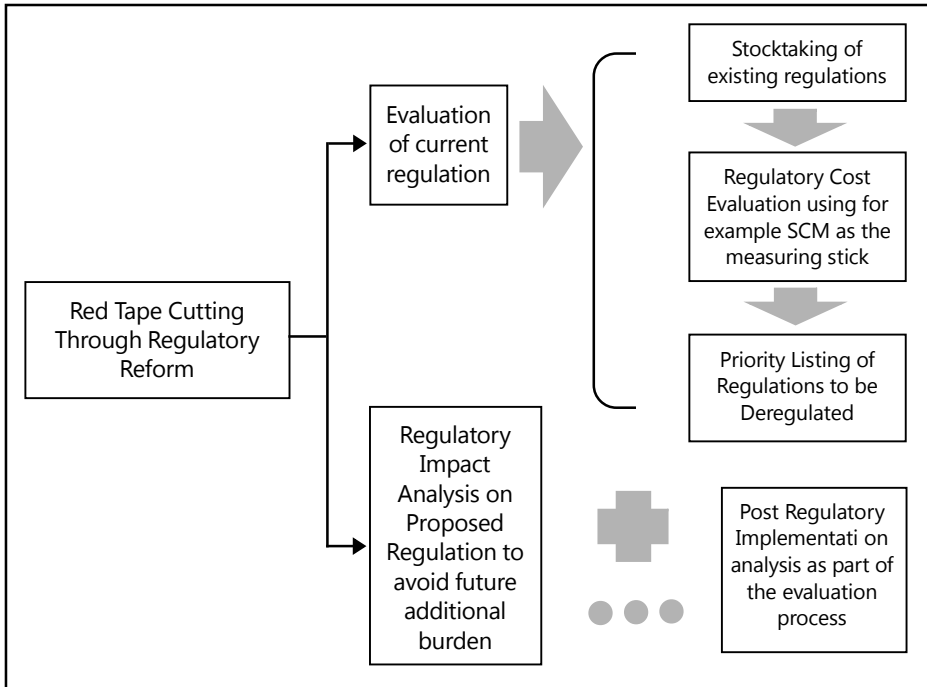 Red Tape Cutting
Through Regulatory
Reform
Evaluation
of current
regulation
Stocktaking of
existing regulations
Regulatory Cost
Evaluation using for
example SCM as the
measuring stick
Priority Listing of
Regulations to be
Deregulated
Regulatory
Impact
Analysis on
Proposed
Regulation to
avoid future
additional
burden
Post Regulatory
Implementati on
analysis as part of
the evaluation
process